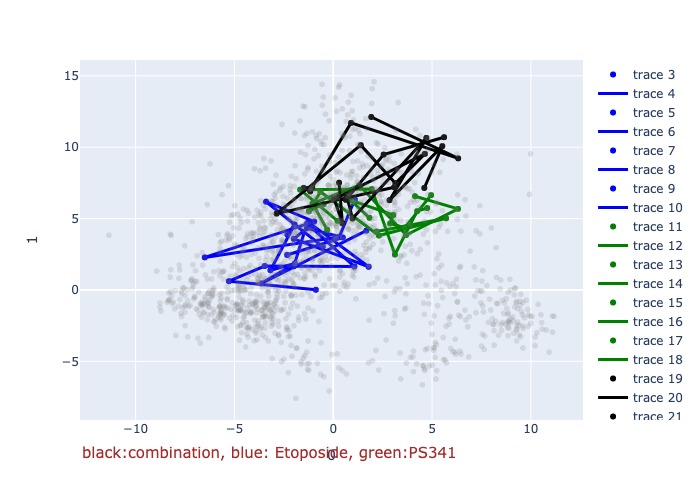 15
10
5
0
−5
1
−10
−5
0
5
10
0
black:combination, blue: Etoposide, green:PS341
trace 3
trace 4
trace 5
trace 6
trace 7
trace 8
trace 9
trace 10
trace 11
trace 12
trace 13
trace 14
trace 15
trace 16
trace 17
trace 18
trace 19
trace 20
trace 21